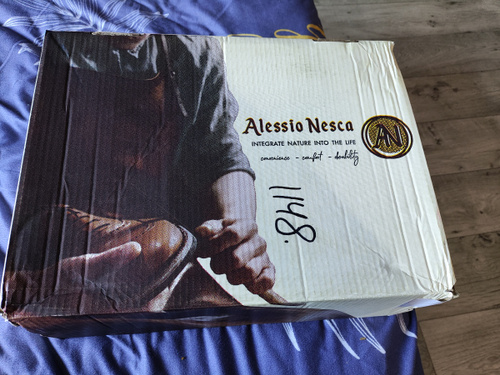 Alessio Nesca
INTEGRATE NATURE INTO THE LIFE
convenience - comfort - durability
AN
1148.